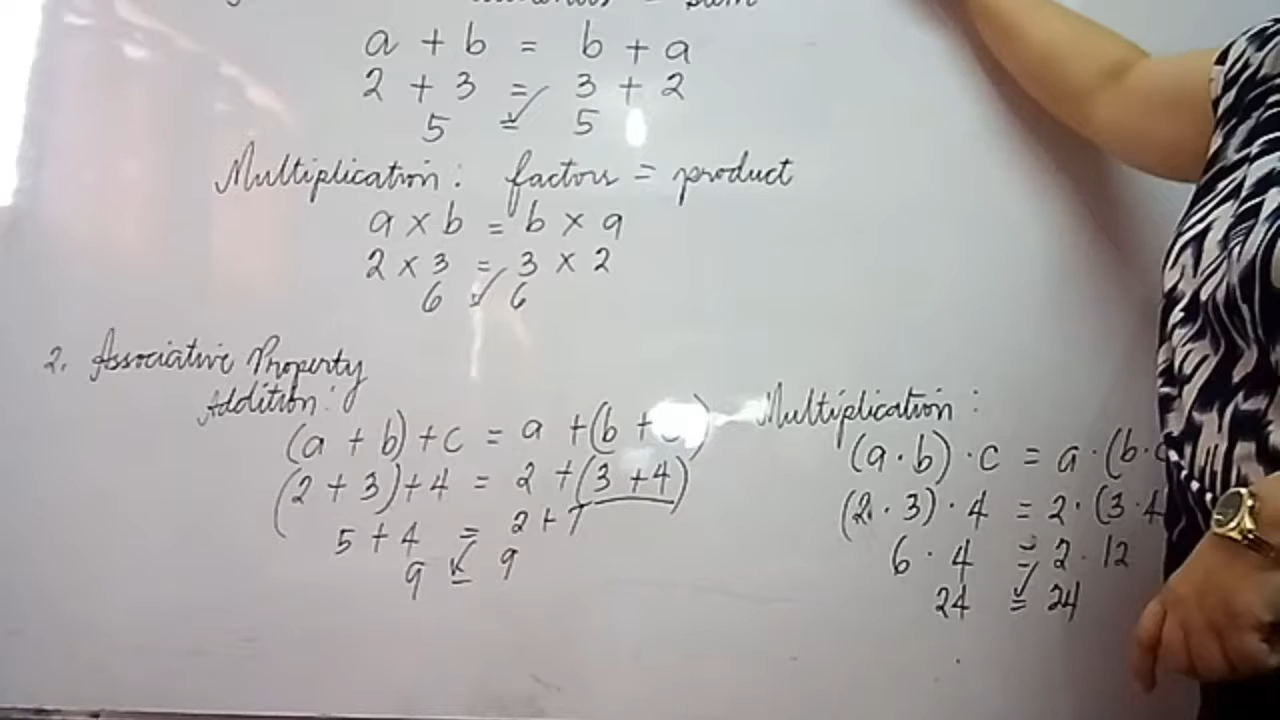 = sum
a + b = b + a
2 + 3 = 3 + 2
5 = 5
Multiplication: factors = product
a × b = b × a
2 × 3 = 3 × 2
6 = 6
2. Associative Property
Addition:
(a + b) + c = a + (b + )
(2 + 3) + 4 = 2 + (3 + 4)
5 + 4 = 2 + 7
9 = 9
Multiplication:
(a · b) · c = a · (b ·
(2 · 3) · 4 = 2 · (3 · 4
6 · 4 = 2 · 12
24 = 24